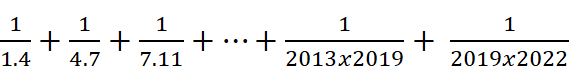 1/1.4 + 1/4.7 + 1/7.11 + ⋯ + 1/2013x2019 + 1/2019x2022